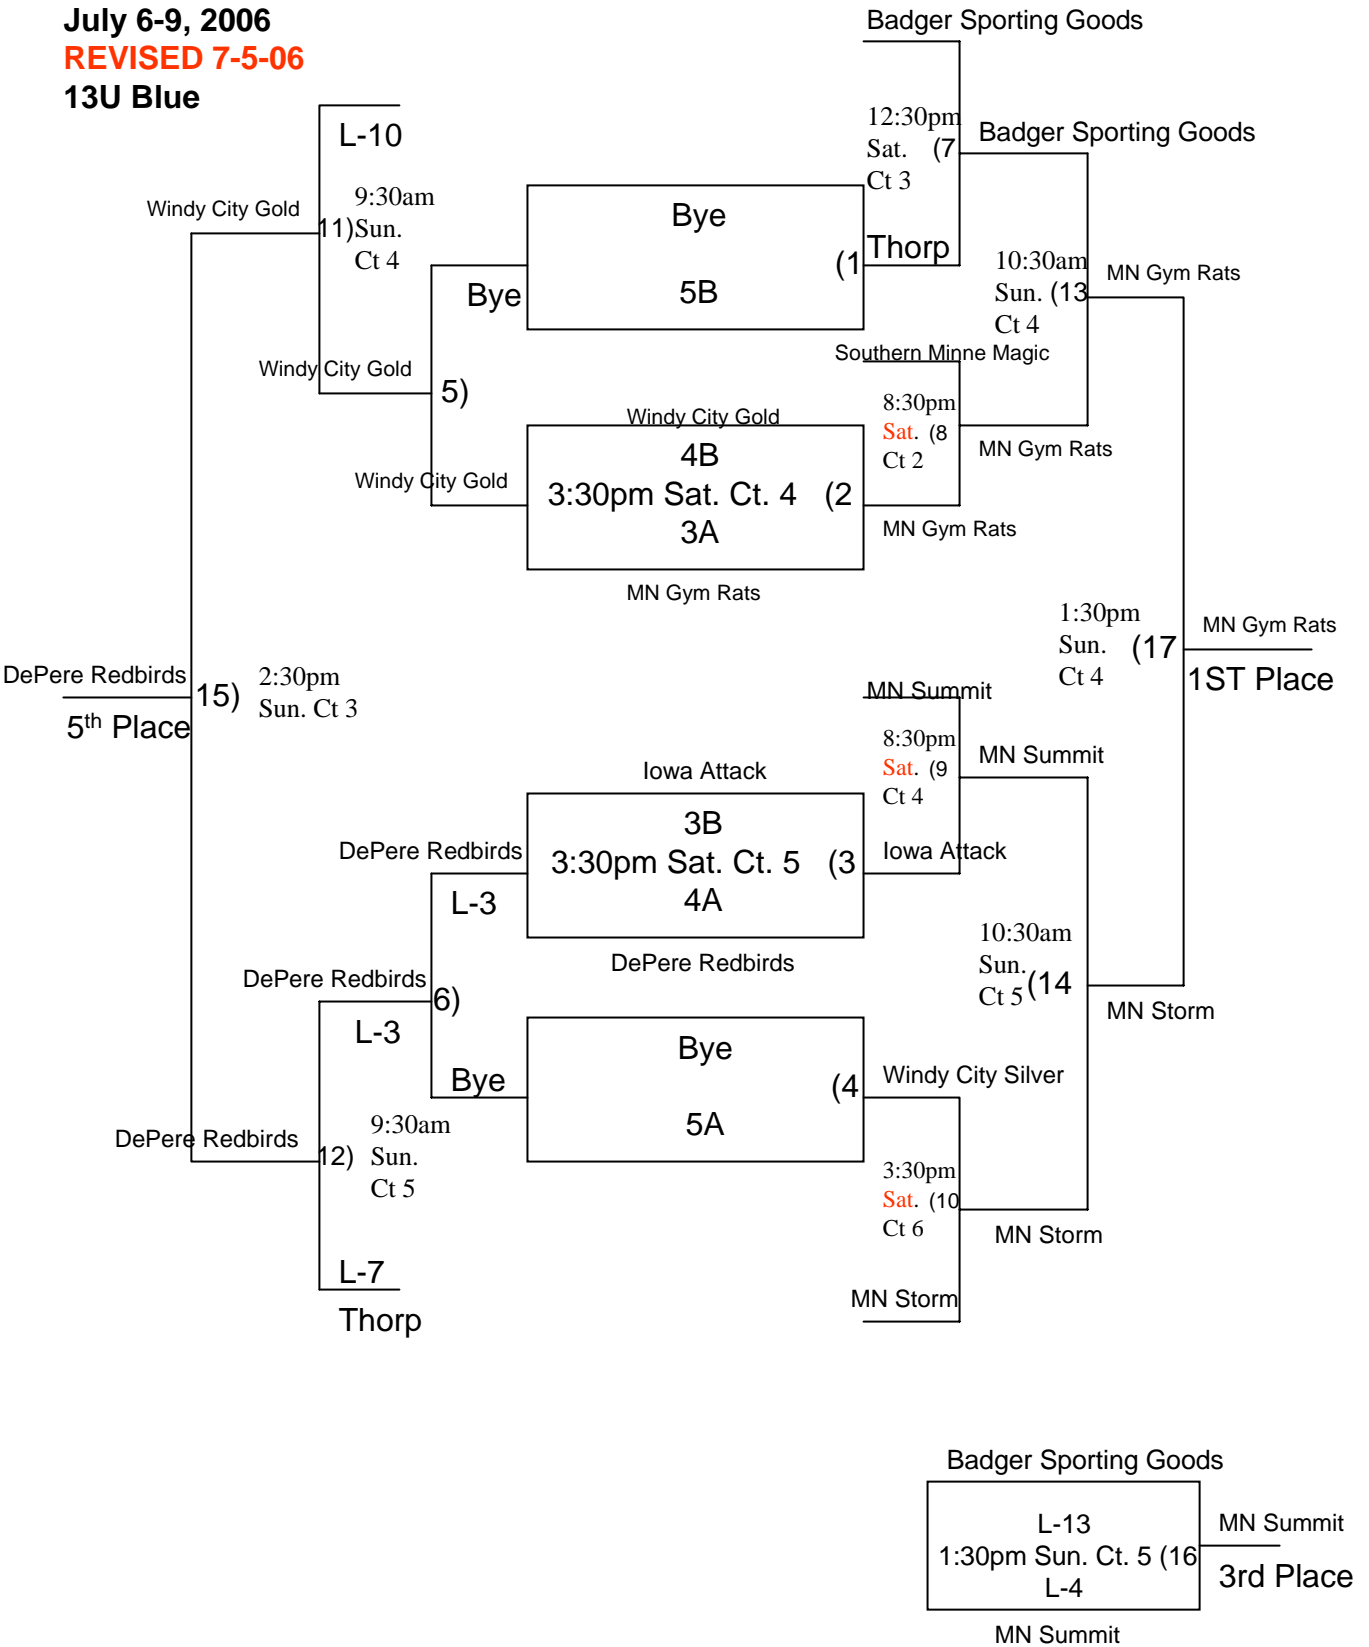 July 6-9, 2006
REVISED 7-5-06
13U Blue
Badger Sporting Goods
L-10
12:30pm
Sat. (7
Ct 3
Badger Sporting Goods
Windy City Gold
9:30am
11)Sun.
Ct 4
Bye
(1
5B
Thorp
Bye
10:30am
Sun. (13
Ct 4
MN Gym Rats
Southern Minne Magic
Windy City Gold
5)
8:30pm
Sat. (8
Ct 2
MN Gym Rats
Windy City Gold
4B
3:30pm Sat. Ct. 4 (2
3A
MN Gym Rats
Windy City Gold
MN Gym Rats
1:30pm
Sun. (17
Ct 4
MN Gym Rats
1ST Place
DePere Redbirds
15)
5th Place
2:30pm
Sun. Ct 3
MN Summit
8:30pm
Sat. (9
Ct 4
MN Summit
Iowa Attack
3B
3:30pm Sat. Ct. 5 (3
4A
DePere Redbirds
DePere Redbirds
L-3
Iowa Attack
10:30am
Sun.
Ct 5 (14
MN Storm
DePere Redbirds
6)
L-3
Bye
Bye
(4
5A
Windy City Silver
DePere Redbirds
9:30am
12) Sun.
Ct 5
3:30pm
Sat. (10
Ct 6
MN Storm
L-7
Thorp
MN Storm
Badger Sporting Goods
L-13
1:30pm Sun. Ct. 5 (16
L-4
MN Summit
MN Summit
3rd Place